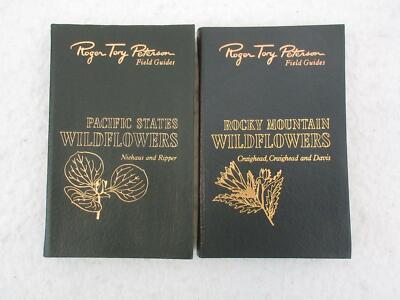 Roger Tory Peterson
Field Guides
PACIFIC STATES
WILDFLOWERS
Niehaus and Ripper
Roger Tory Peterson
Field Guides
ROCKY MOUNTAIN
WILDFLOWERS
Craighead, Craighead and Davis